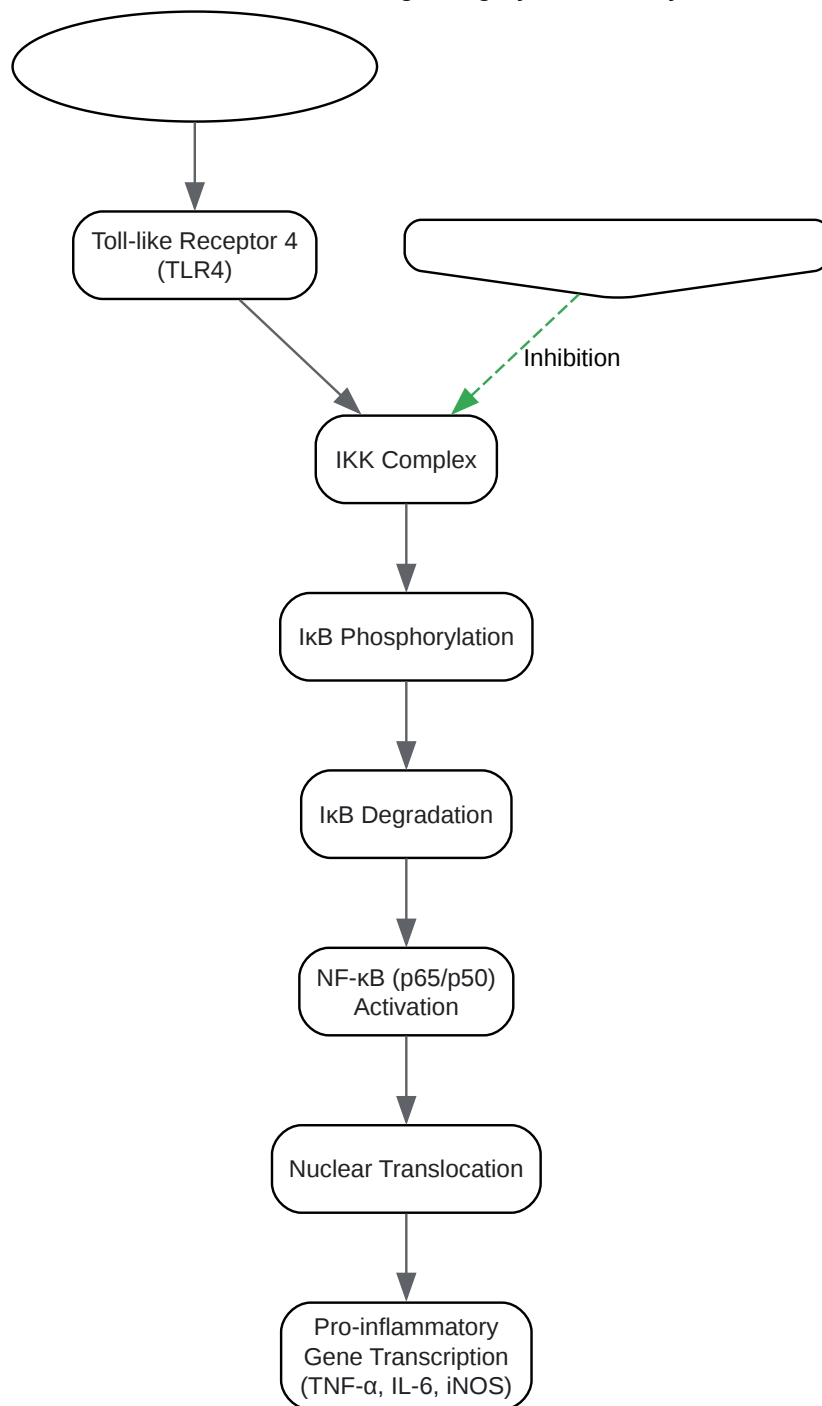 Toll-like Receptor 4
(TLR4)
Inhibition
IKK Complex
IκB Phosphorylation
IκB Degradation
NF-κB (p65/p50)
Activation
Nuclear Translocation
Pro-inflammatory
Gene Transcription
(TNF-α, IL-6, iNOS)